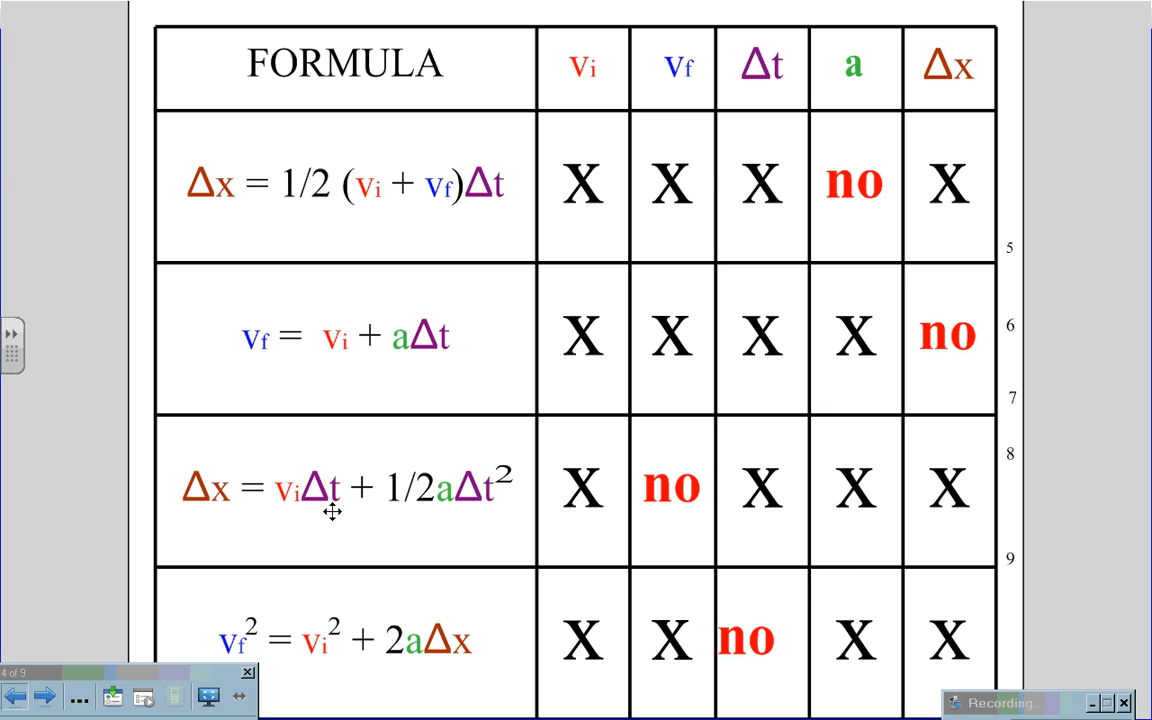 FORMULA vi vf Δt a Δx
Δx = 1/2 (vi + vf)Δt X X X no X
5
vf = vi + aΔt X X X X no
6
7
Δx = viΔt + 1/2aΔt² X no X X X
8
9
vf² = vi² + 2aΔx X X no X X
4 of 9
Recording...